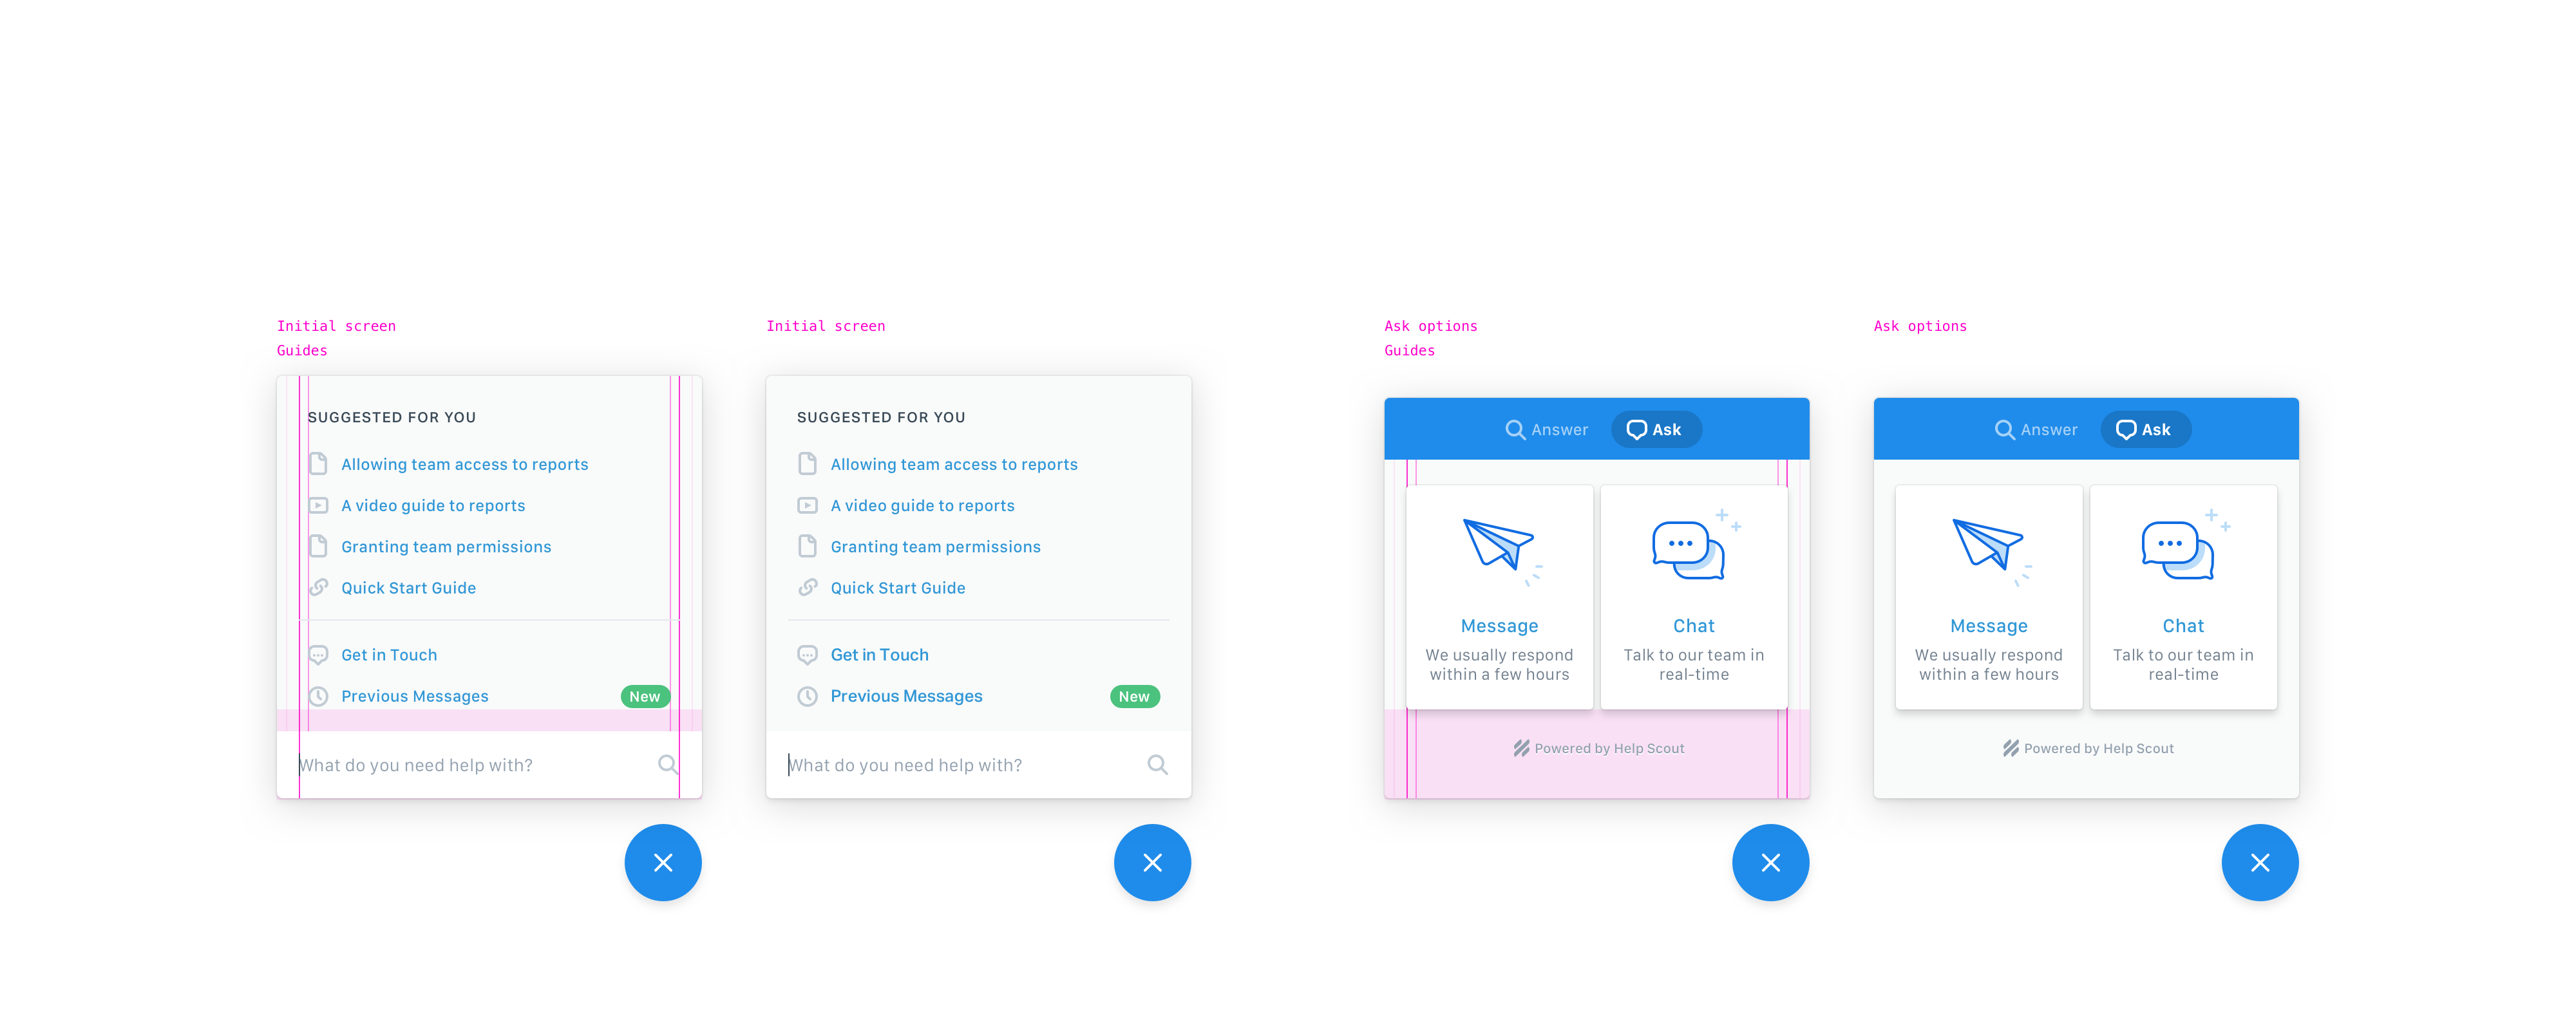 Initial screen
Guides
SUGGESTED FOR YOU
Allowing team access to reports
A video guide to reports
Granting team permissions
Quick Start Guide
Get in Touch
Previous Messages
New
What do you need help with?
Initial screen
SUGGESTED FOR YOU
Allowing team access to reports
A video guide to reports
Granting team permissions
Quick Start Guide
Get in Touch
Previous Messages
New
What do you need help with?
Ask options
Guides
Answer
Ask
Message
We usually respond
within a few hours
Chat
Talk to our team in
real-time
Powered by Help Scout
Ask options
Answer
Ask
Message
We usually respond
within a few hours
Chat
Talk to our team in
real-time
Powered by Help Scout